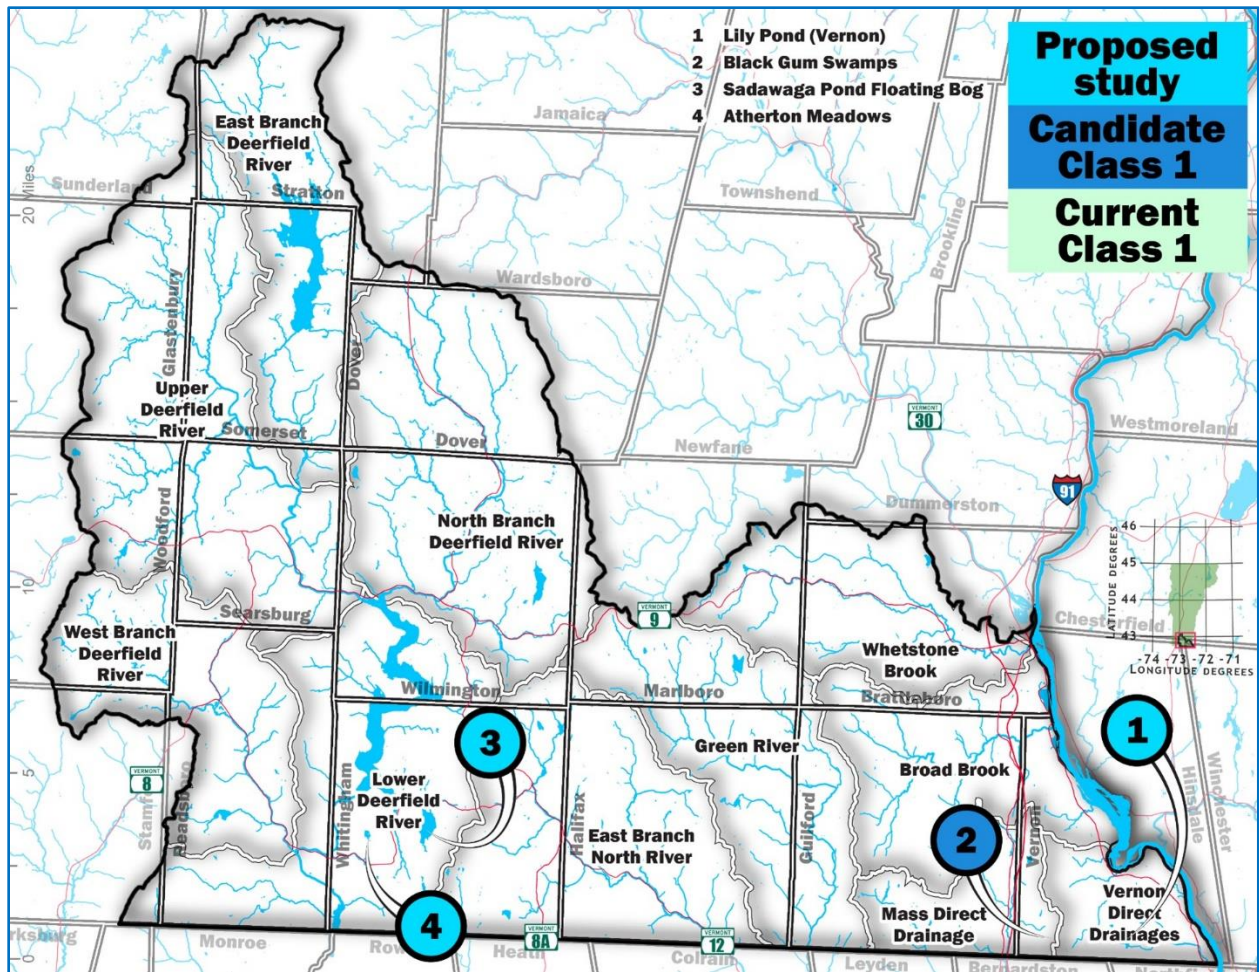 1 Lily Pond (Vernon)
2 Black Gum Swamps
3 Sadawaga Pond Floating Bog
4 Atherton Meadows
Proposed
study
Candidate
Class 1
Current
Class 1
East Branch
Deerfield
River
Jamaica
Sunderland
Stratton
Townshend
Brookline
20 Miles
Wardsboro
Glastenbury
Dover
Upper
Deerfield
River
Somerset
Dover
Newfane
VERMONT
30
Westmoreland
91
Dummerston
Woodford
North Branch
Deerfield River
46
45
44
43
LATITUDE DEGREES
-74 -73 -72 -71
LONGITUDE DEGREES
10
Searsburg
VERMONT
9
Chesterfield
West Branch
Deerfield
River
Whetstone
Brook
Wilmington
Marlboro
Brattleboro
3
1
Green River
Broad Brook
5
VERMONT
8
Stamf
Readsboro
Whitingham
Lower
Deerfield
River
Halifax
East Branch
North River
Guilford
2
Vernon
Hinsdale
Winchester
4
Mass Direct
Drainage
Vernon
Direct
Drainages
0
rksburg
Monroe
Row
Heath
VERMONT
8A
Colrain
VERMONT
12
Leyden
Bernardston